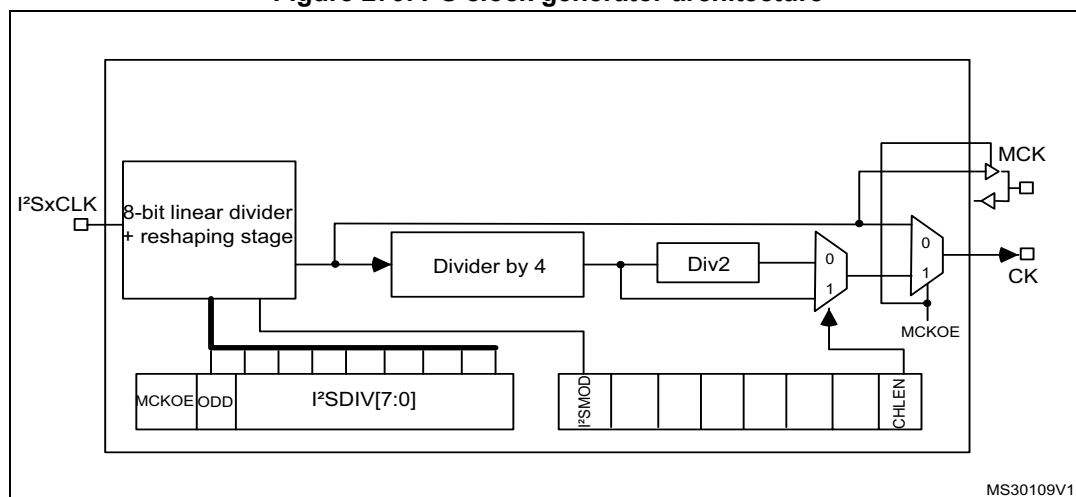 I²SxCLK
8-bit linear divider
+ reshaping stage
Divider by 4
Div2
0
1
0
1
MCK
CK
MCKOE
MCKOE
ODD
I²SDIV[7:0]
I²SMOD
CHLEN
MS30109V1